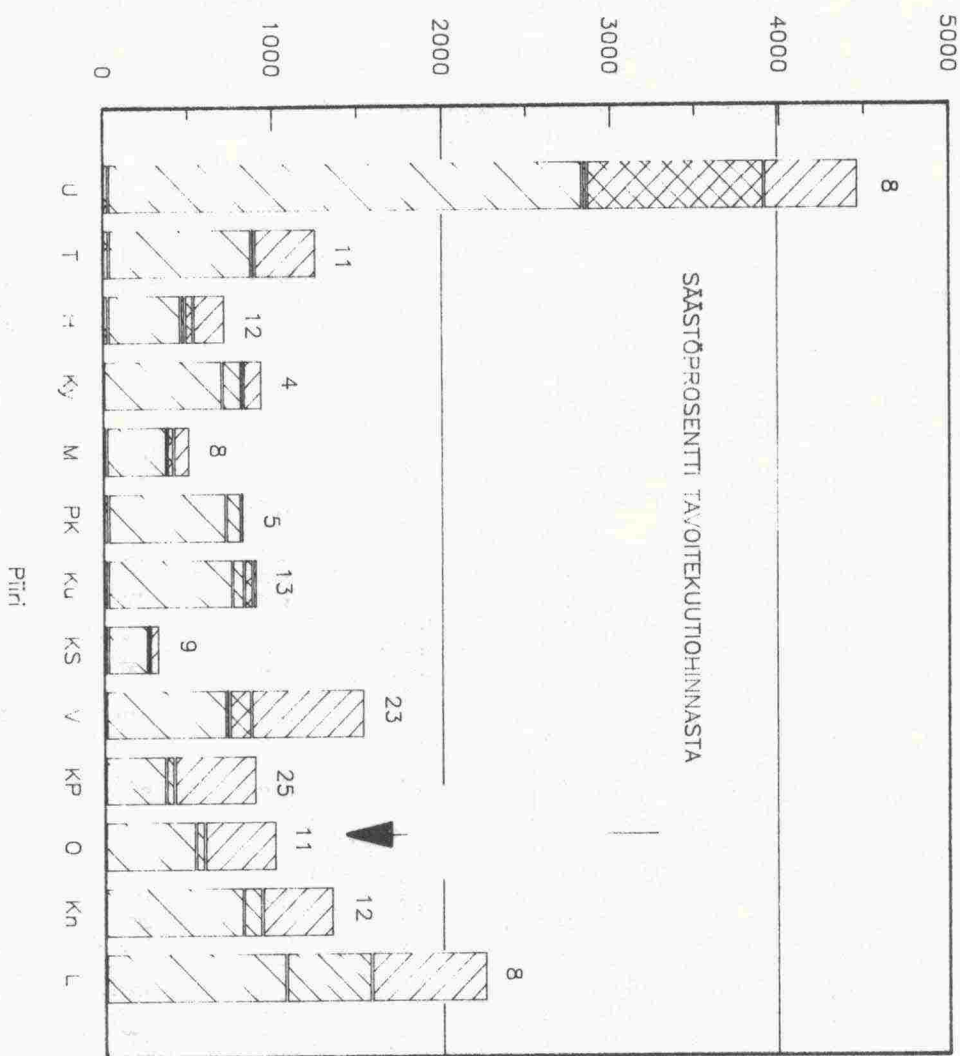 5000
4000
3000
2000
1000
0
SÄÄSTÖPROSENTTI TAVOITEKUUTIOHINNASTA
8
11
12
4
8
5
13
9
23
25
11
12
8
U
T
H
Ky
M
PK
Ku
KS
V
KP
O
Kn
L
Piiri